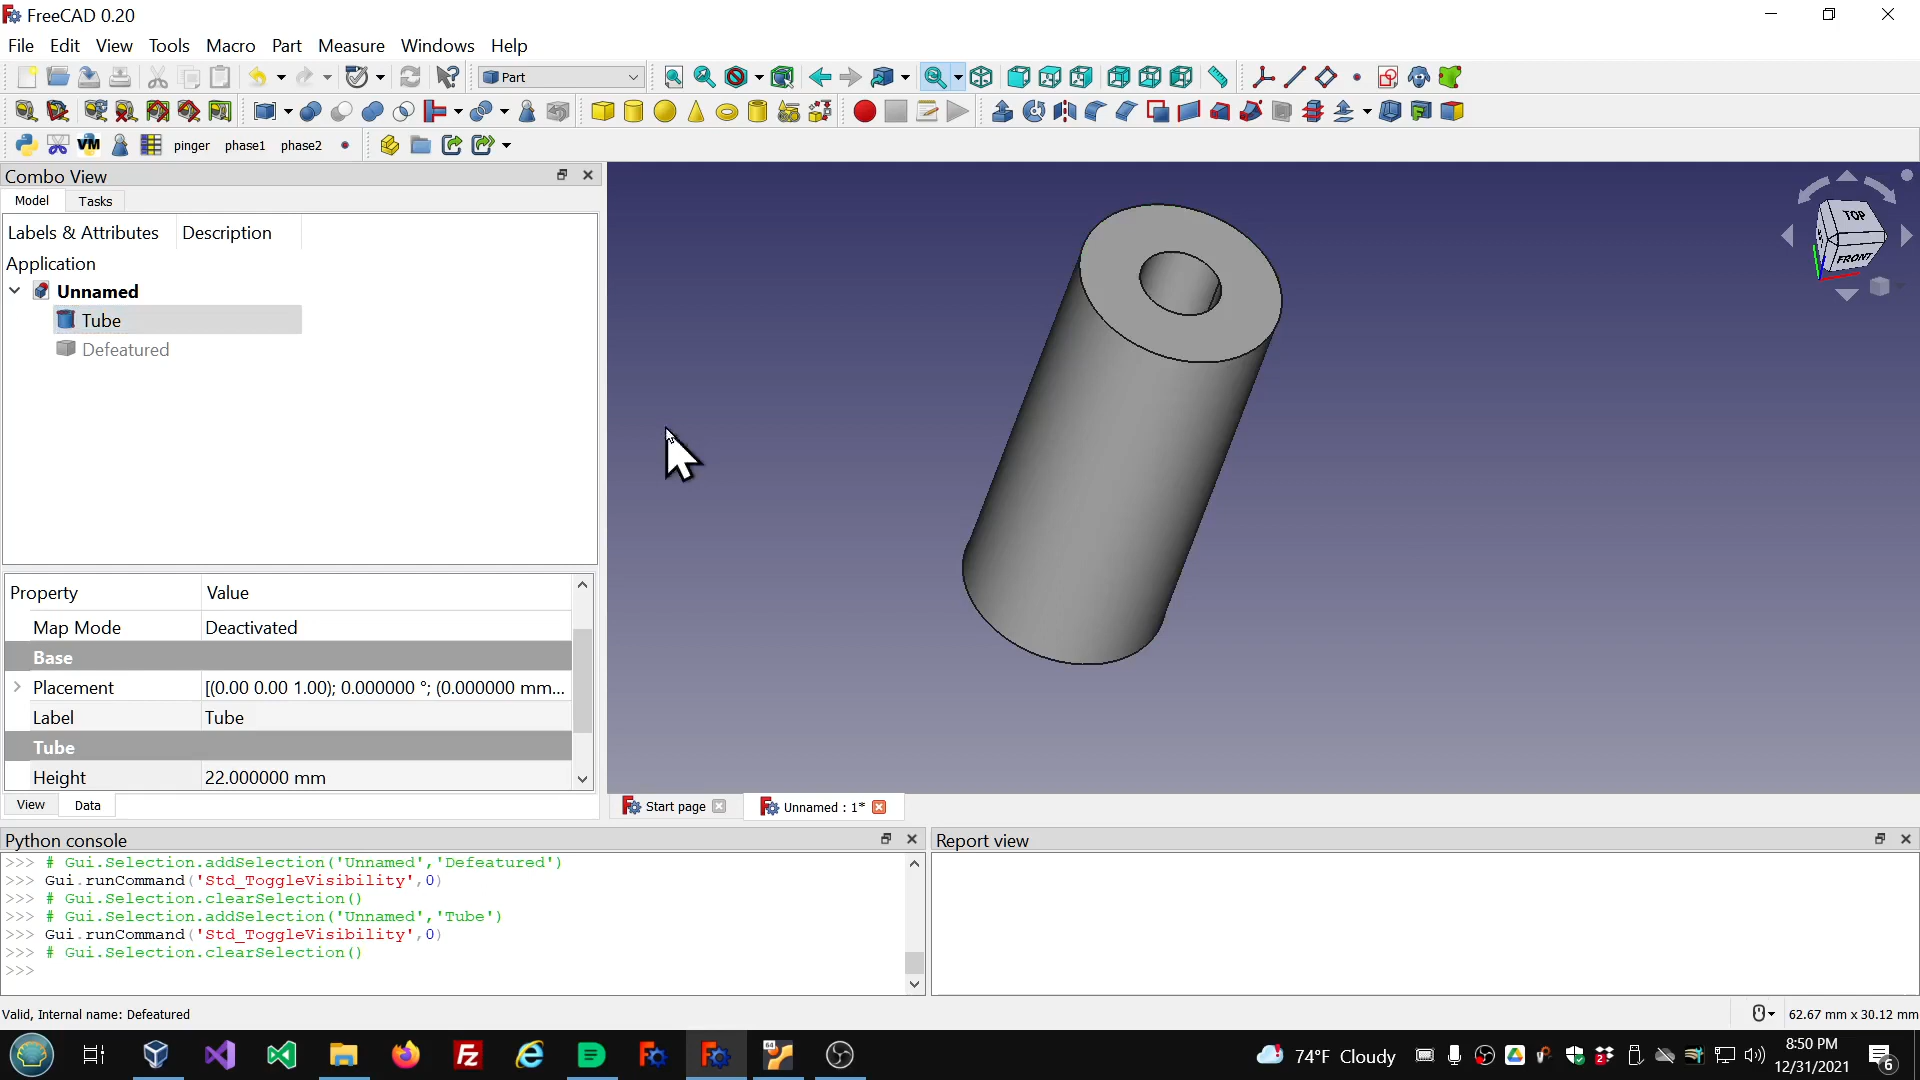 FreeCAD 0.20
File Edit View Tools Macro Part Measure Windows Help
Part
VM pinger phase1 phase2
Combo View
Model Tasks
Labels & Attributes Description
Application
Unnamed
Tube
Defeatured
TOP
FRONT
Property Value
Map Mode Deactivated
Base
Placement [(0.00 0.00 1.00); 0.000000 °; (0.000000 mm...
Label Tube
Tube
Height 22.000000 mm
View Data
Start page Unnamed : 1*
Python console
Report view
>>> # Gui.Selection.addSelection('Unnamed','Defeatured')
>>> Gui.runCommand('Std_ToggleVisibility',0)
>>> # Gui.Selection.clearSelection()
>>> # Gui.Selection.addSelection('Unnamed','Tube')
>>> Gui.runCommand('Std_ToggleVisibility',0)
>>> # Gui.Selection.clearSelection()
>>>
Valid, Internal name: Defeatured
62.67 mm x 30.12 mm
74°F Cloudy
8:50 PM
12/31/2021
6